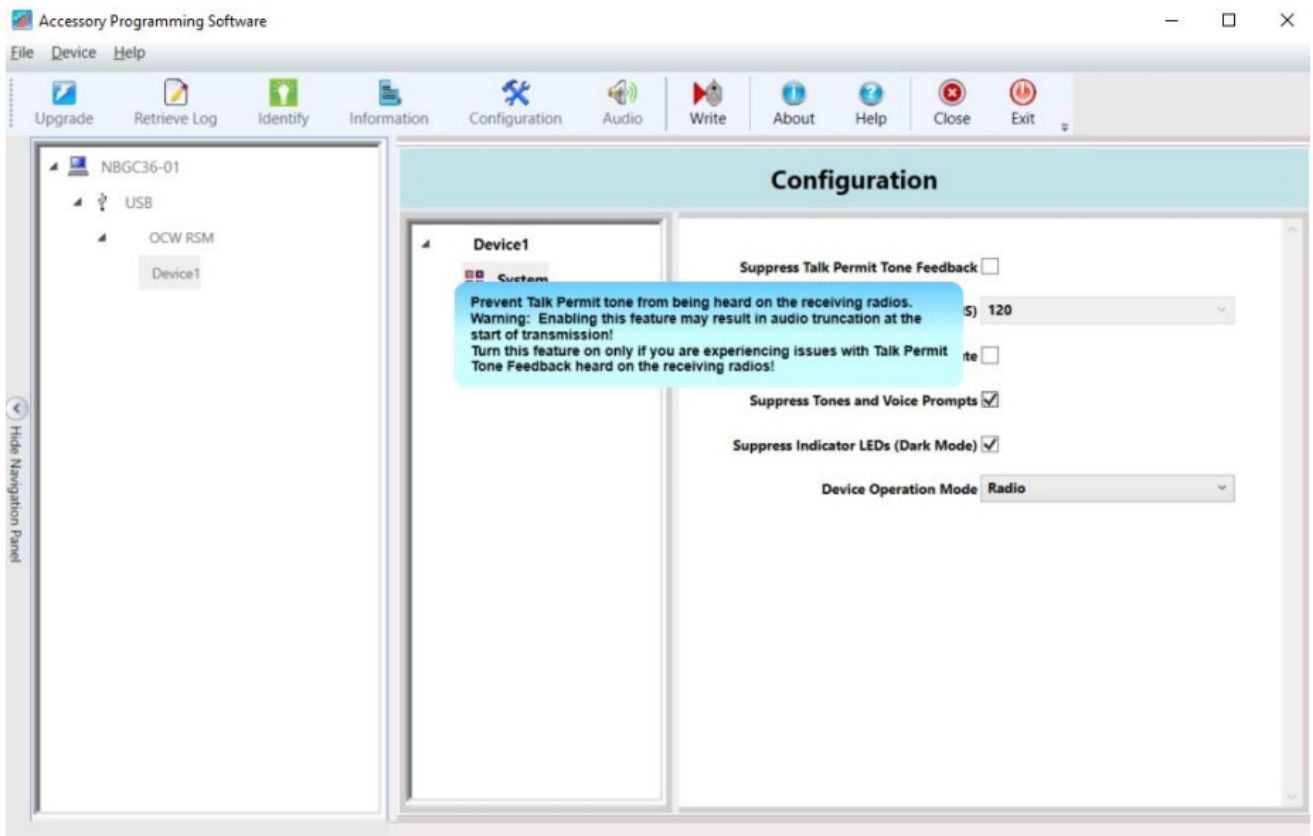 Accessory Programming Software
File Device Help
Upgrade Retrieve Log Identify Information Configuration Audio Write About Help Close Exit
NBGC36-01
USB
OCW RSM
Device1
Hide Navigation Panel
Configuration
Device1
System
Prevent Talk Permit tone from being heard on the receiving radios.
Warning: Enabling this feature may result in audio truncation at the
start of transmission!
Turn this feature on only if you are experiencing issues with Talk Permit
Tone Feedback heard on the receiving radios!
Suppress Talk Permit Tone Feedback
120
Suppress Tones and Voice Prompts
Suppress Indicator LEDs (Dark Mode)
Device Operation Mode Radio